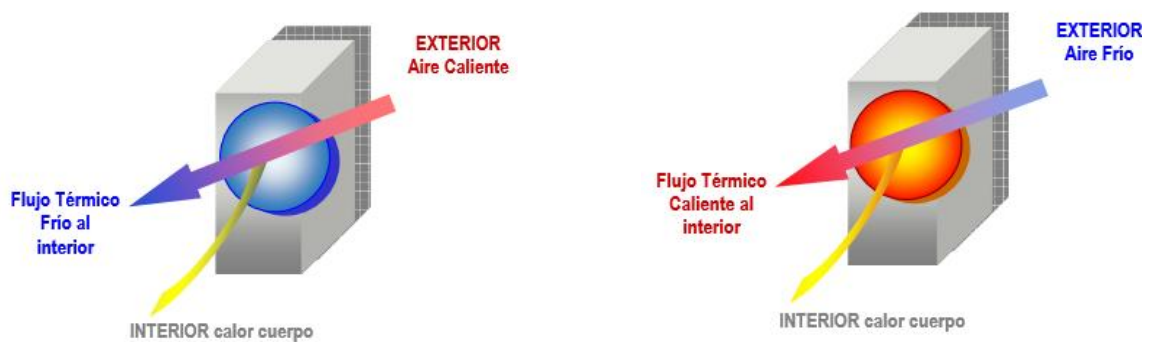 EXTERIOR
Aire Caliente
Flujo Térmico
Frío al
interior
INTERIOR calor cuerpo
EXTERIOR
Aire Frío
Flujo Térmico
Caliente al
interior
INTERIOR calor cuerpo